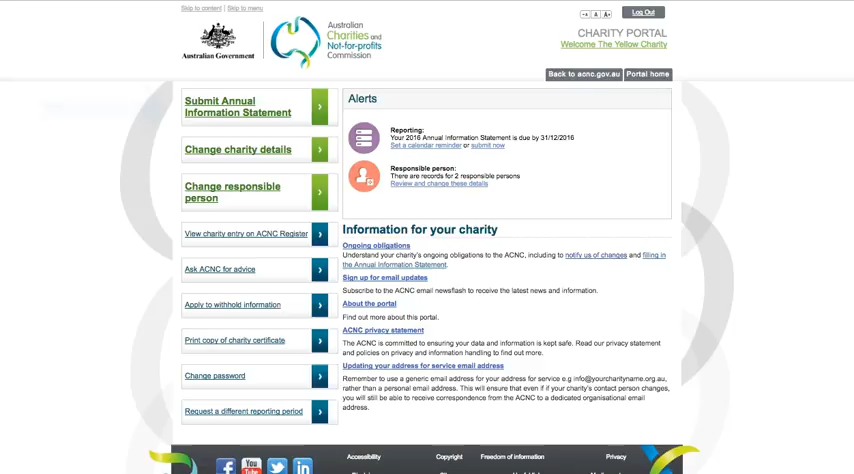 Skip to content | Skip to menu
-A A A+
Log Out
Australian Government
Australian
Charities and
Not-for-profits
Commission
CHARITY PORTAL
Welcome The Yellow Charity
Back to acnc.gov.au
Portal home
Submit Annual
Information Statement
Change charity details
Change responsible
person
View charity entry on ACNC Register
Ask ACNC for advice
Apply to withhold information
Print copy of charity certificate
Change password
Request a different reporting period
Alerts
Reporting:
Your 2016 Annual Information Statement is due by 31/12/2016
Set a calendar reminder or submit now
Responsible person:
There are records for 2 responsible persons
Review and change these details
Information for your charity
Ongoing obligations
Understand your charity's ongoing obligations to the ACNC, including to notify us of changes and filling in
the Annual Information Statement.
Sign up for email updates
Subscribe to the ACNC email newsflash to receive the latest news and information.
About the portal
Find out more about this portal.
ACNC privacy statement
The ACNC is committed to ensuring your data and information is kept safe. Read our privacy statement
and policies on privacy and information handling to find out more.
Updating your address for service email address
Remember to use a generic email address for your address for service e.g info@yourcharityname.org.au,
rather than a personal email address. This will ensure that even if if your charity's contact person changes,
you will still be able to receive correspondence from the ACNC to a dedicated organisational email
address.
You
Accessibility
Copyright
Freedom of information
Privacy